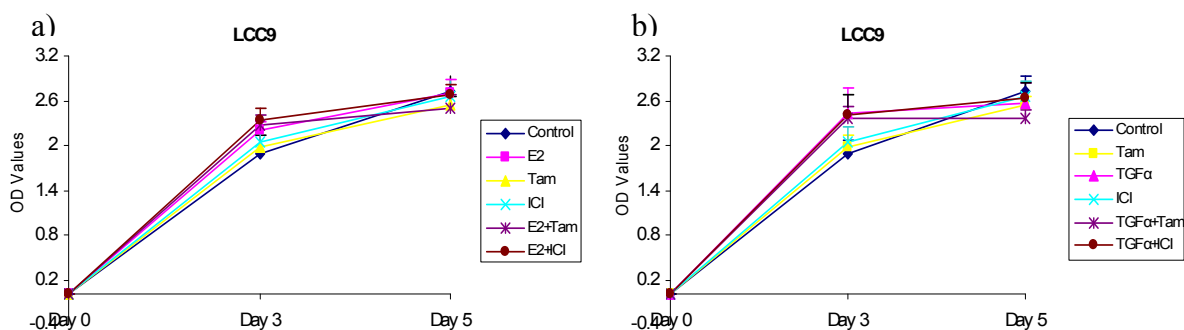 a)
LCC9
3.2
2.6
2
1.4
0.8
0.2
-0.4
OD Values
Day 0
Day 3
Day 5
Control
E2
Tam
ICI
E2+Tam
E2+ICI
b)
LCC9
3.2
2.6
2
1.4
0.8
0.2
-0.4
OD Values
Day 0
Day 3
Day 5
Control
Tam
TGFα
ICI
TGFα+Tam
TGFα+ICI